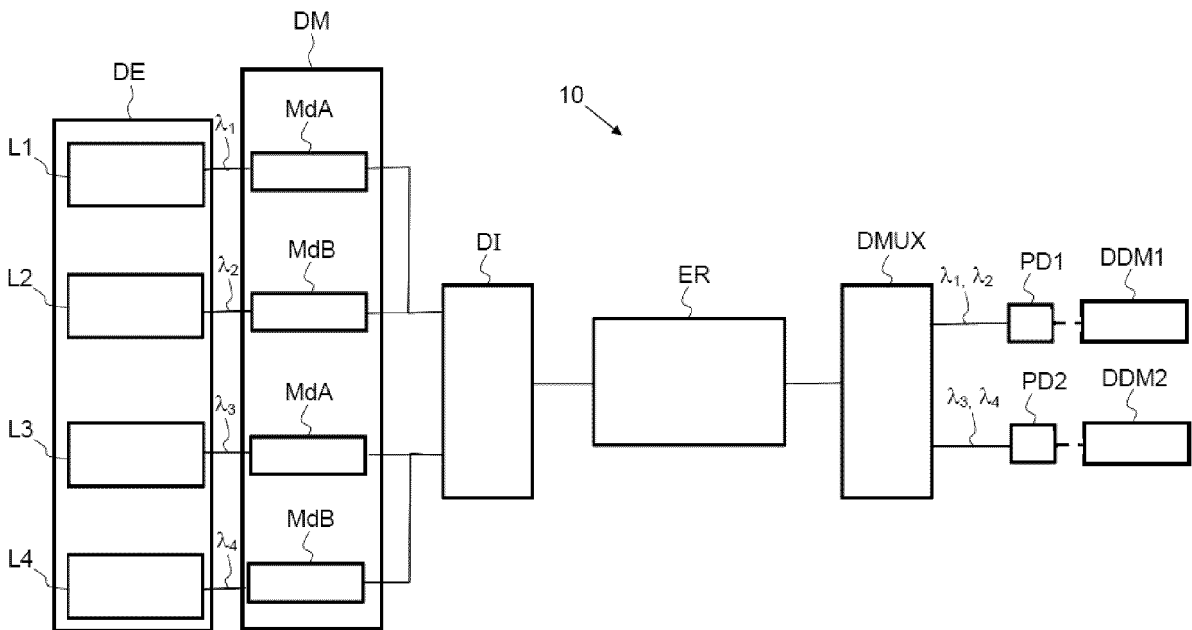 DM
DE
10
MdA
L1
λ1
MdB
DI
DMUX
L2
λ2
ER
λ1, λ2
PD1
DDM1
MdA
L3
λ3
λ3, λ4
PD2
DDM2
MdB
L4
λ4